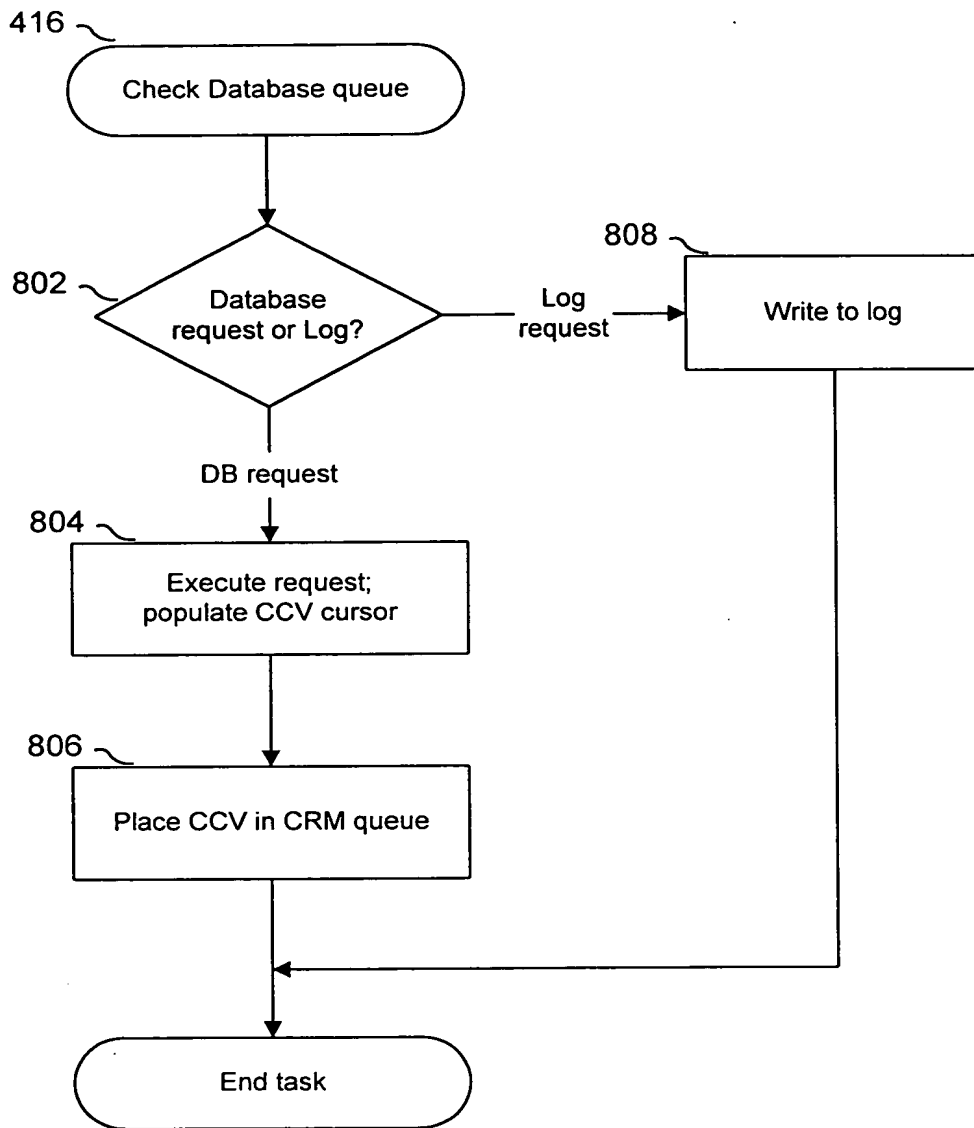 416
Check Database queue
802
Database
request or Log?
Log
request
808
Write to log
DB request
804
Execute request;
populate CCV cursor
806
Place CCV in CRM queue
End task